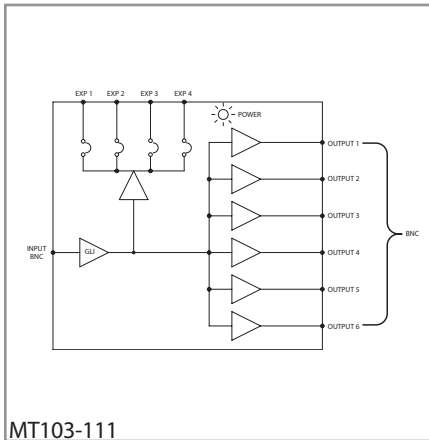 EXP 1 EXP 2 EXP 3 EXP 4
POWER
OUTPUT 1
OUTPUT 2
OUTPUT 3
INPUT
BNC
GLI
OUTPUT 4
BNC
OUTPUT 5
OUTPUT 6
MT103-111